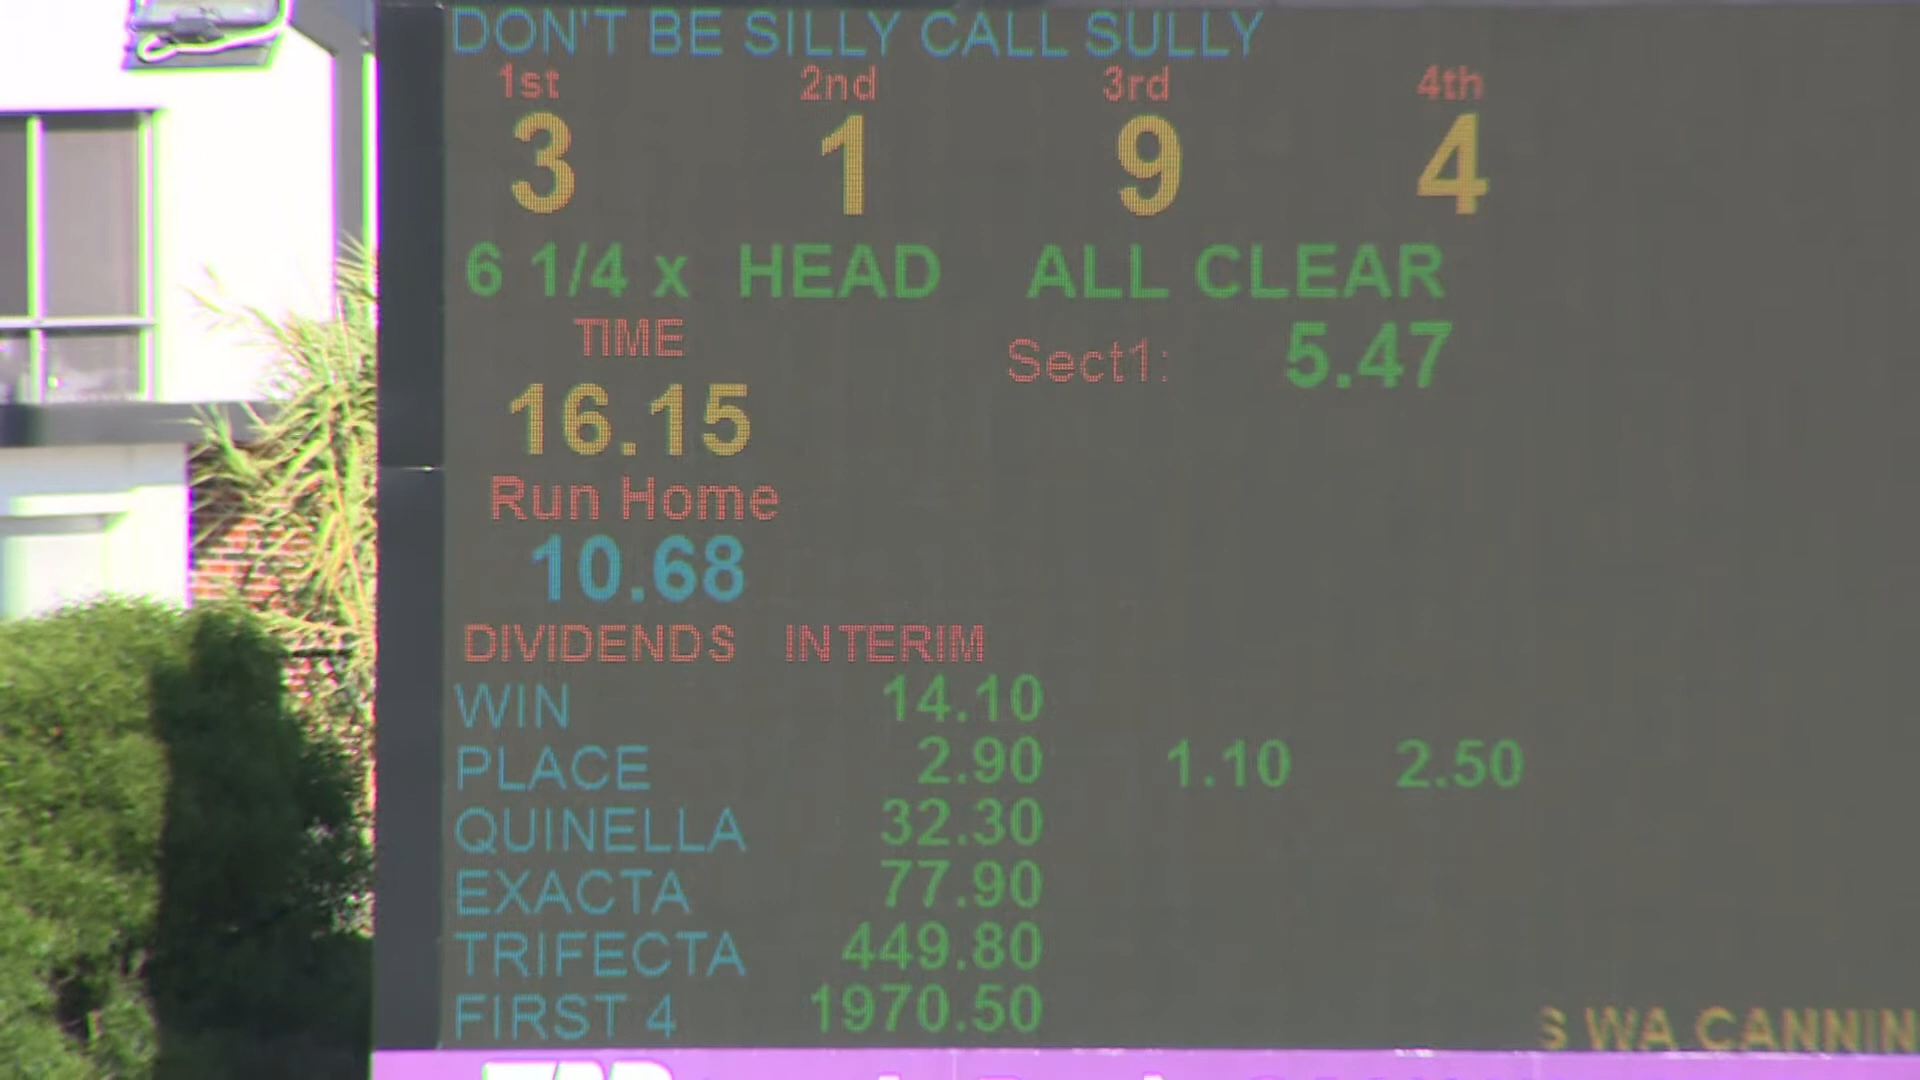 DON'T BE SILLY CALL SULLY
1st 2nd 3rd 4th
3 1 9 4
6 1/4 x HEAD ALL CLEAR
TIME
Sect1: 5.47
16.15
Run Home
10.68
DIVIDENDS INTERIM
WIN 14.10
PLACE 2.90 1.10 2.50
QUINELLA 32.30
EXACTA 77.90
TRIFECTA 449.80
FIRST 4 1970.50
S WA CANNIN